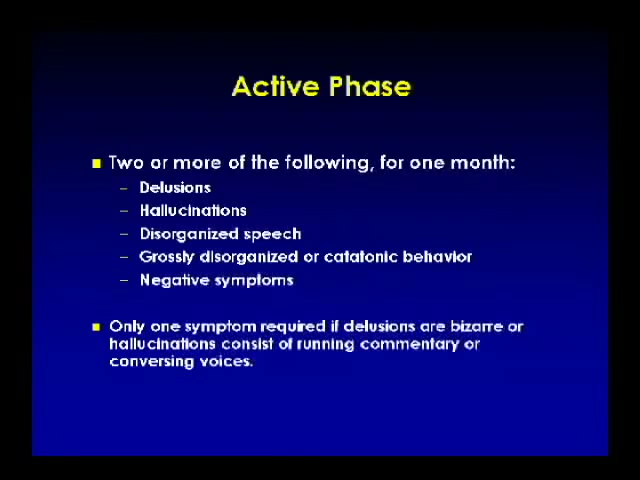 Active Phase
Two or more of the following, for one month:
– Delusions
– Hallucinations
– Disorganized speech
– Grossly disorganized or catatonic behavior
– Negative symptoms
Only one symptom required if delusions are bizarre or
hallucinations consist of running commentary or
conversing voices.